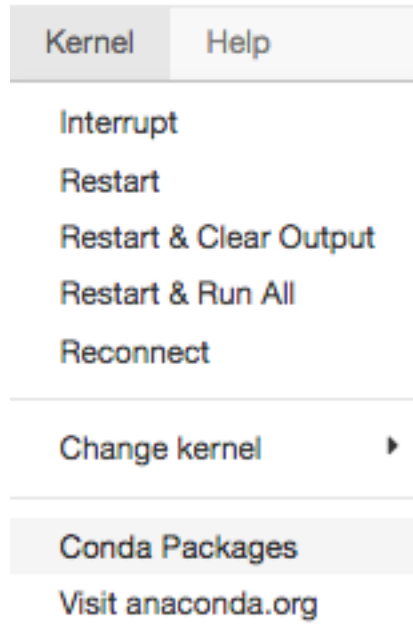 Kernel Help
Interrupt
Restart
Restart & Clear Output
Restart & Run All
Reconnect
Change kernel
Conda Packages
Visit anaconda.org